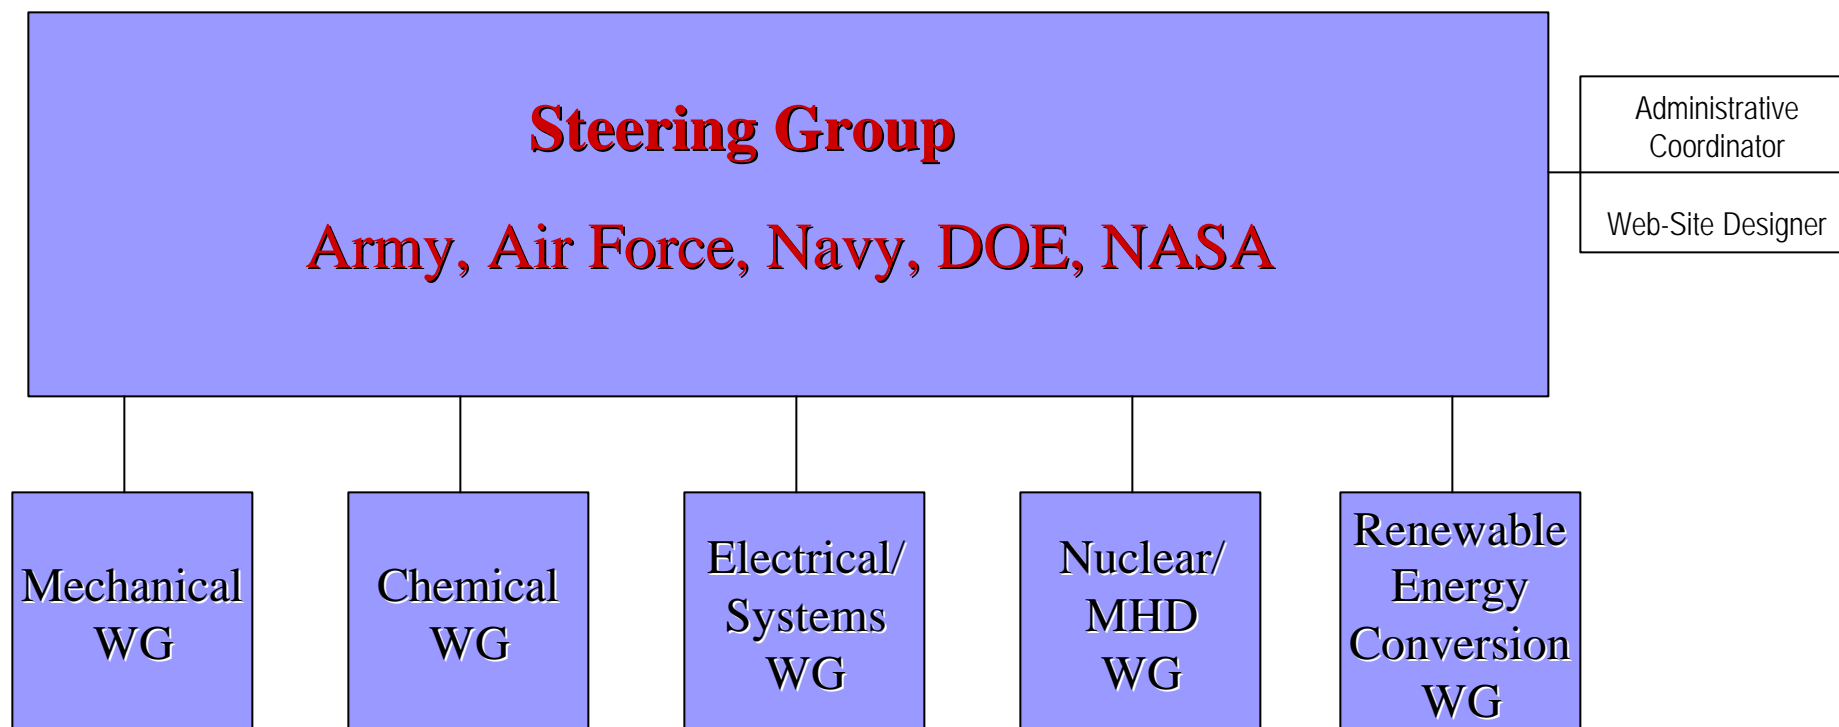 Steering Group
Army, Air Force, Navy, DOE, NASA
Administrative
Coordinator
Web-Site Designer
Mechanical
WG
Chemical
WG
Electrical/
Systems
WG
Nuclear/
MHD
WG
Renewable
Energy
Conversion
WG